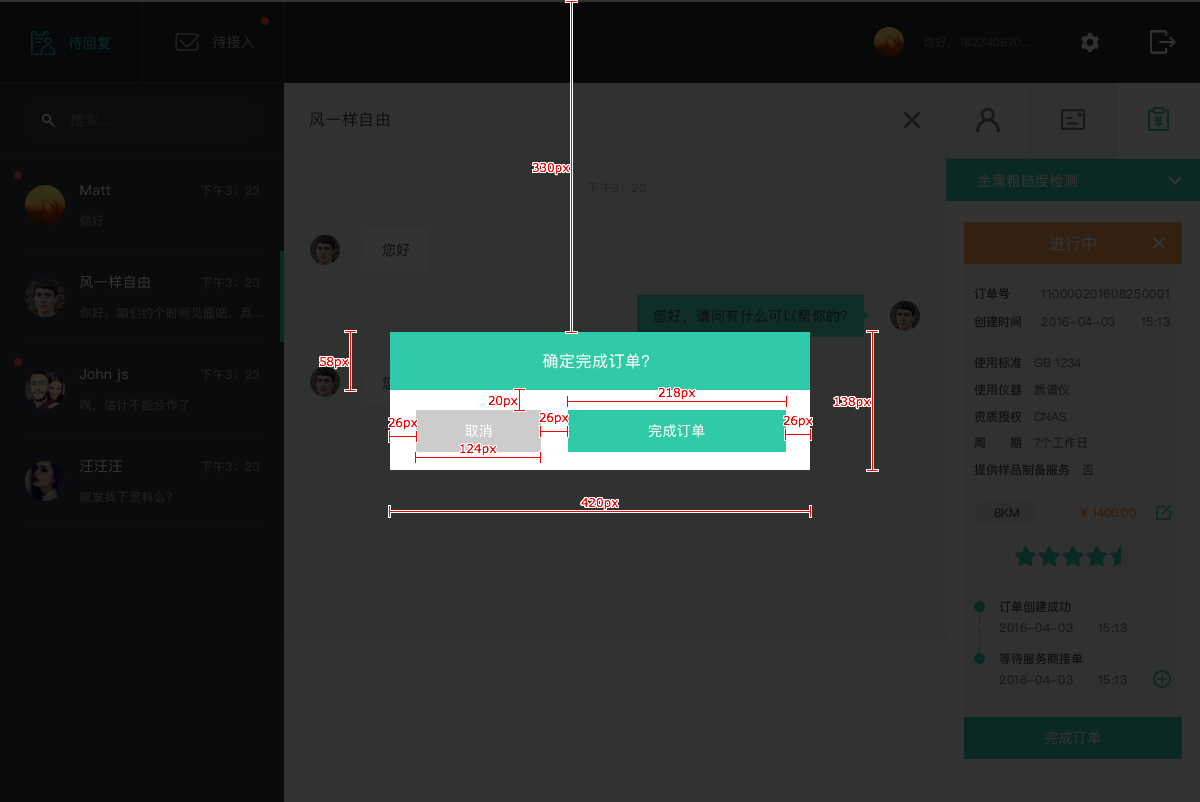 待回复
待接入
你好，182340870...
搜索...
风一样自由
330px
下午3：23
Matt
下午3：23
你好
风一样自由
下午3：23
你好，咱们约个时间见面吧，具...
John js
下午3：23
唉，估计不能合作了
汪汪汪
下午3：23
能发我下资料么？
您好
您好，请问有什么可以帮你的?
58px
确定完成订单?
138px
20px
218px
26px
取消
26px
完成订单
26px
124px
420px
金属粗糙度检测
进行中
订单号 110000201608250001
创建时间 2016-04-03 15:13
使用标准 GB 1234
使用仪器 质谱仪
资质授权 CNAS
周 期 7个工作日
提供样品制备服务 否
8KM ¥ 1400.00
订单创建成功
2016-04-03 15:13
等待服务商接单
2016-04-03 15:13
完成订单